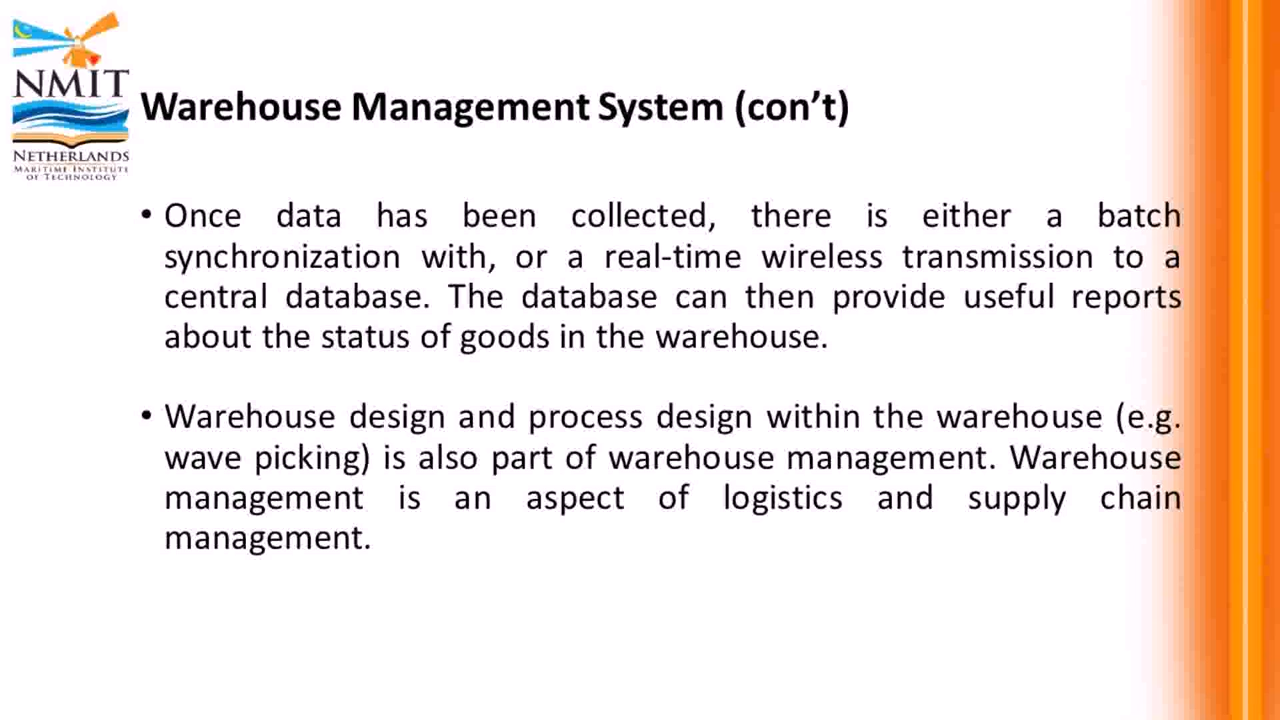 NMIT
NETHERLANDS
MARITIME INSTITUTE
OF TECHNOLOGY
Warehouse Management System (con’t)
• Once data has been collected, there is either a batch
synchronization with, or a real-time wireless transmission to a
central database. The database can then provide useful reports
about the status of goods in the warehouse.
• Warehouse design and process design within the warehouse (e.g.
wave picking) is also part of warehouse management. Warehouse
management is an aspect of logistics and supply chain
management.